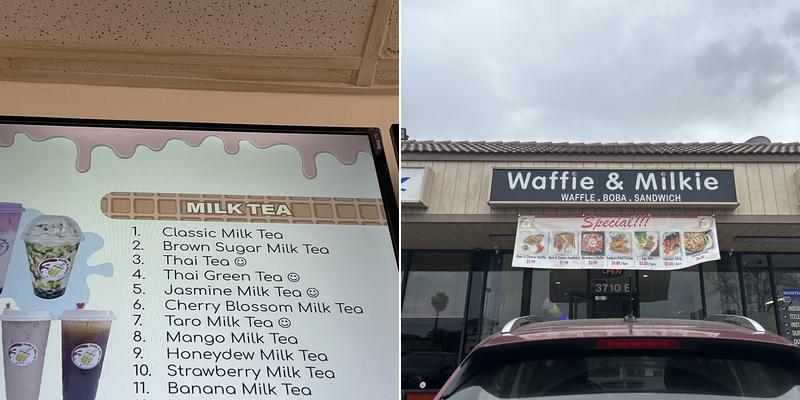 MILK TEA
1. Classic Milk Tea
2. Brown Sugar Milk Tea
3. Thai Tea ☺
4. Thai Green Tea ☺
5. Jasmine Milk Tea ☺
6. Cherry Blossom Milk Tea
7. Taro Milk Tea ☺
8. Mango Milk Tea
9. Honeydew Milk Tea
10. Strawberry Milk Tea
11. Banana Milk Tea
Waffie & Milkie
WAFFLE . BOBA . SANDWICH
Special!!!
OPEN
3710 E